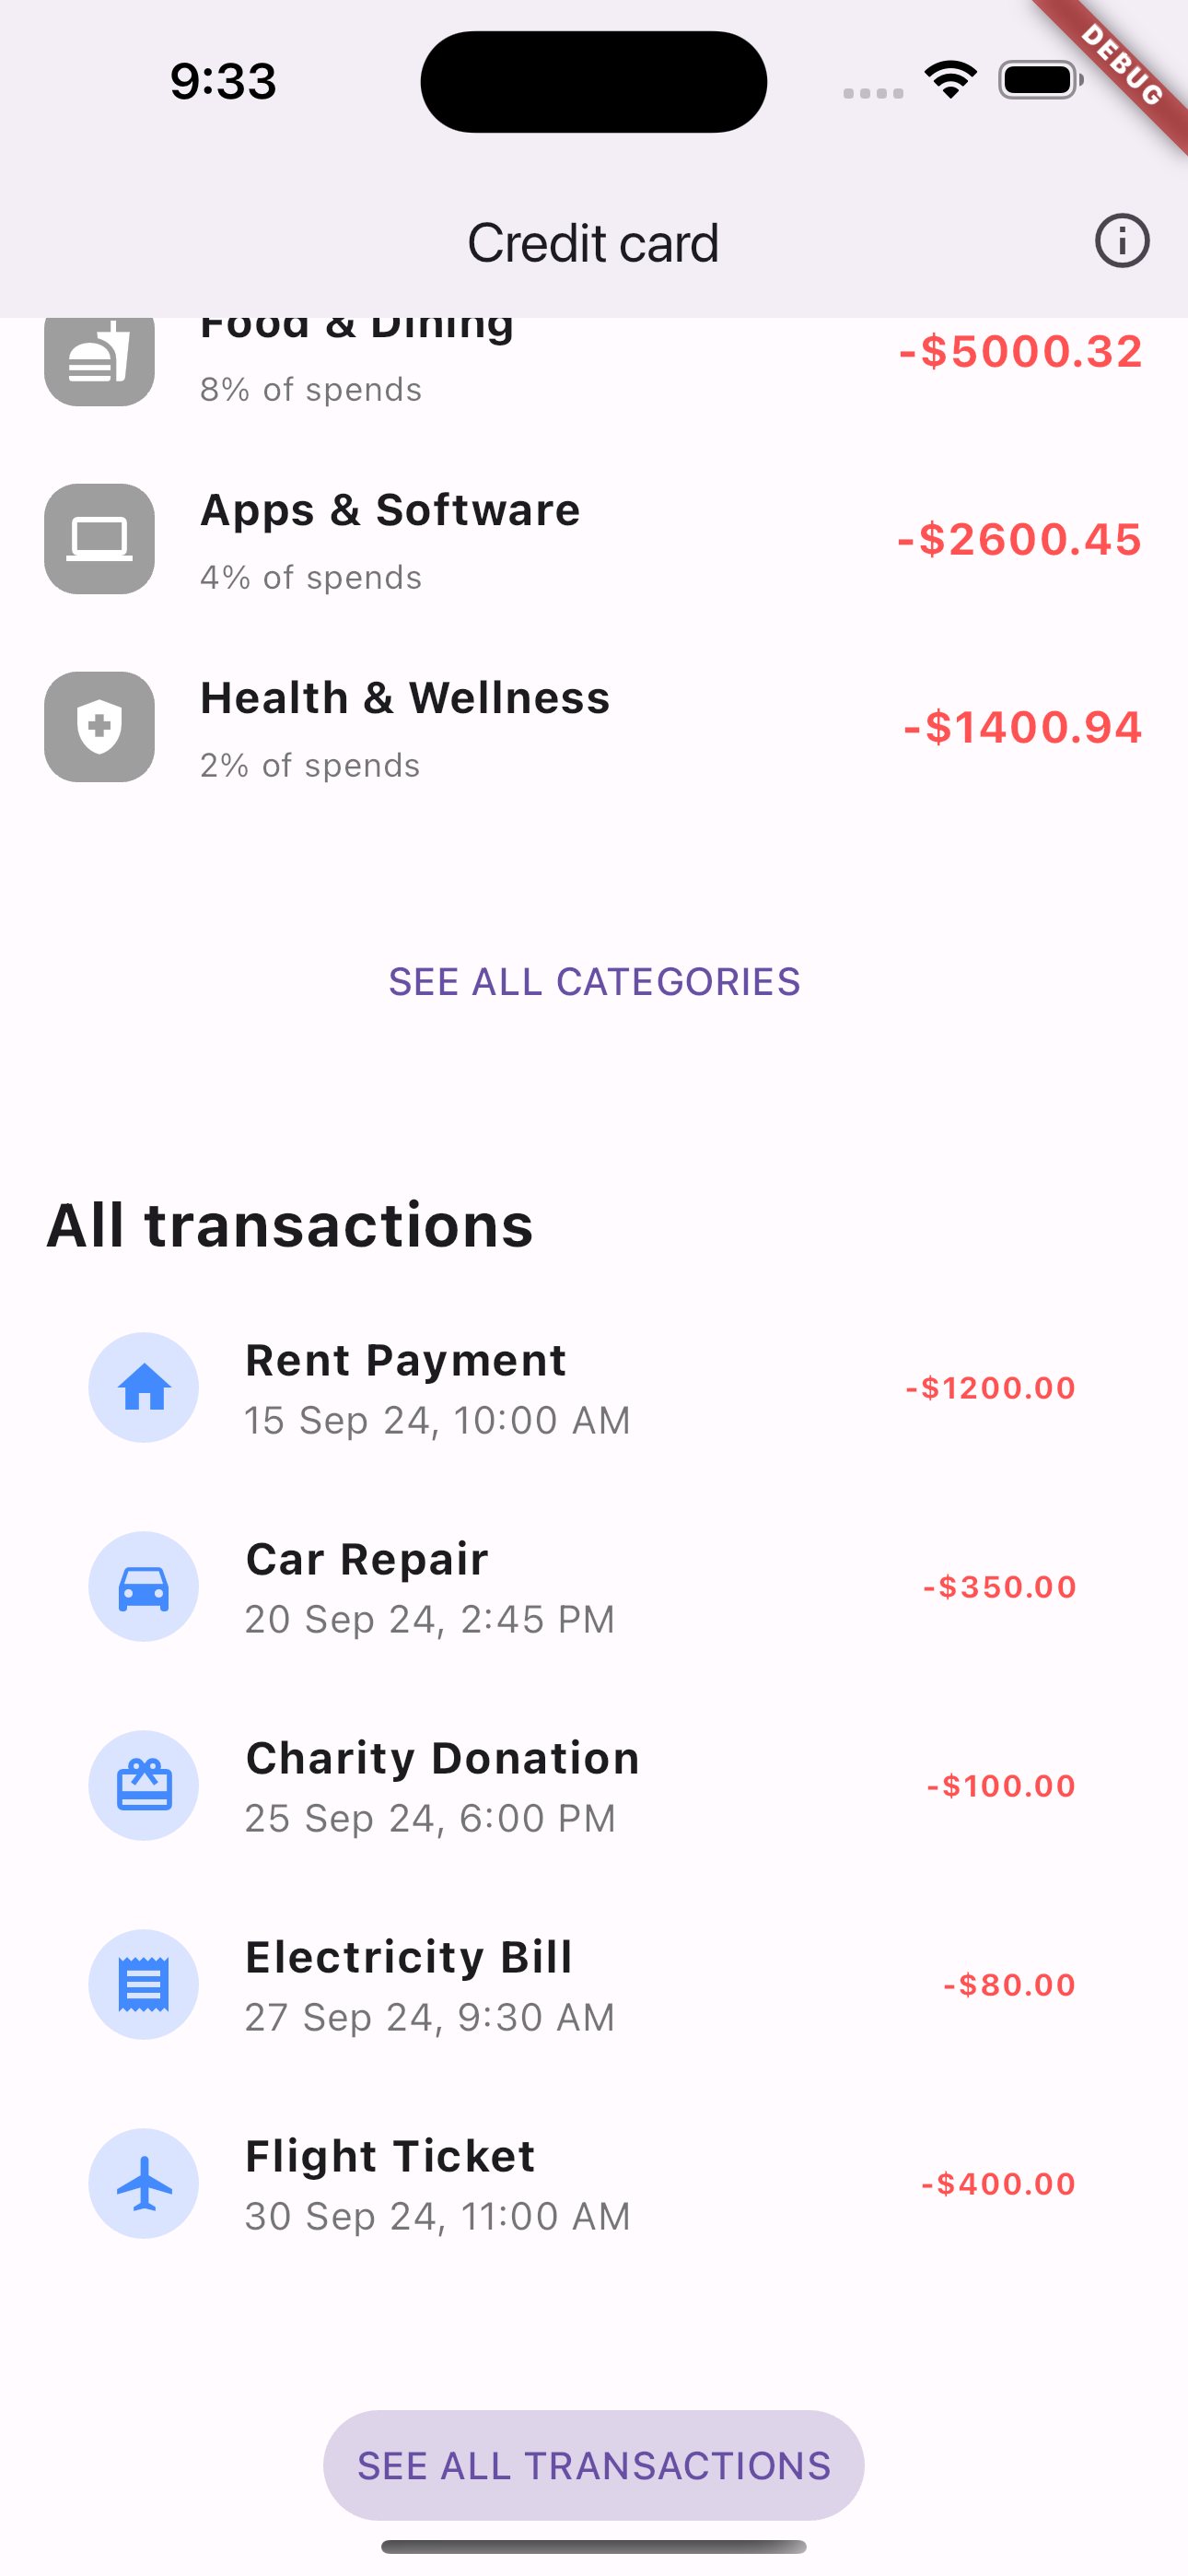 9:33
DEBUG
Credit card
Food & Dining
-$5000.32
8% of spends
Apps & Software
-$2600.45
4% of spends
Health & Wellness
-$1400.94
2% of spends
SEE ALL CATEGORIES
All transactions
Rent Payment
-$1200.00
15 Sep 24, 10:00 AM
Car Repair
-$350.00
20 Sep 24, 2:45 PM
Charity Donation
-$100.00
25 Sep 24, 6:00 PM
Electricity Bill
-$80.00
27 Sep 24, 9:30 AM
Flight Ticket
-$400.00
30 Sep 24, 11:00 AM
SEE ALL TRANSACTIONS